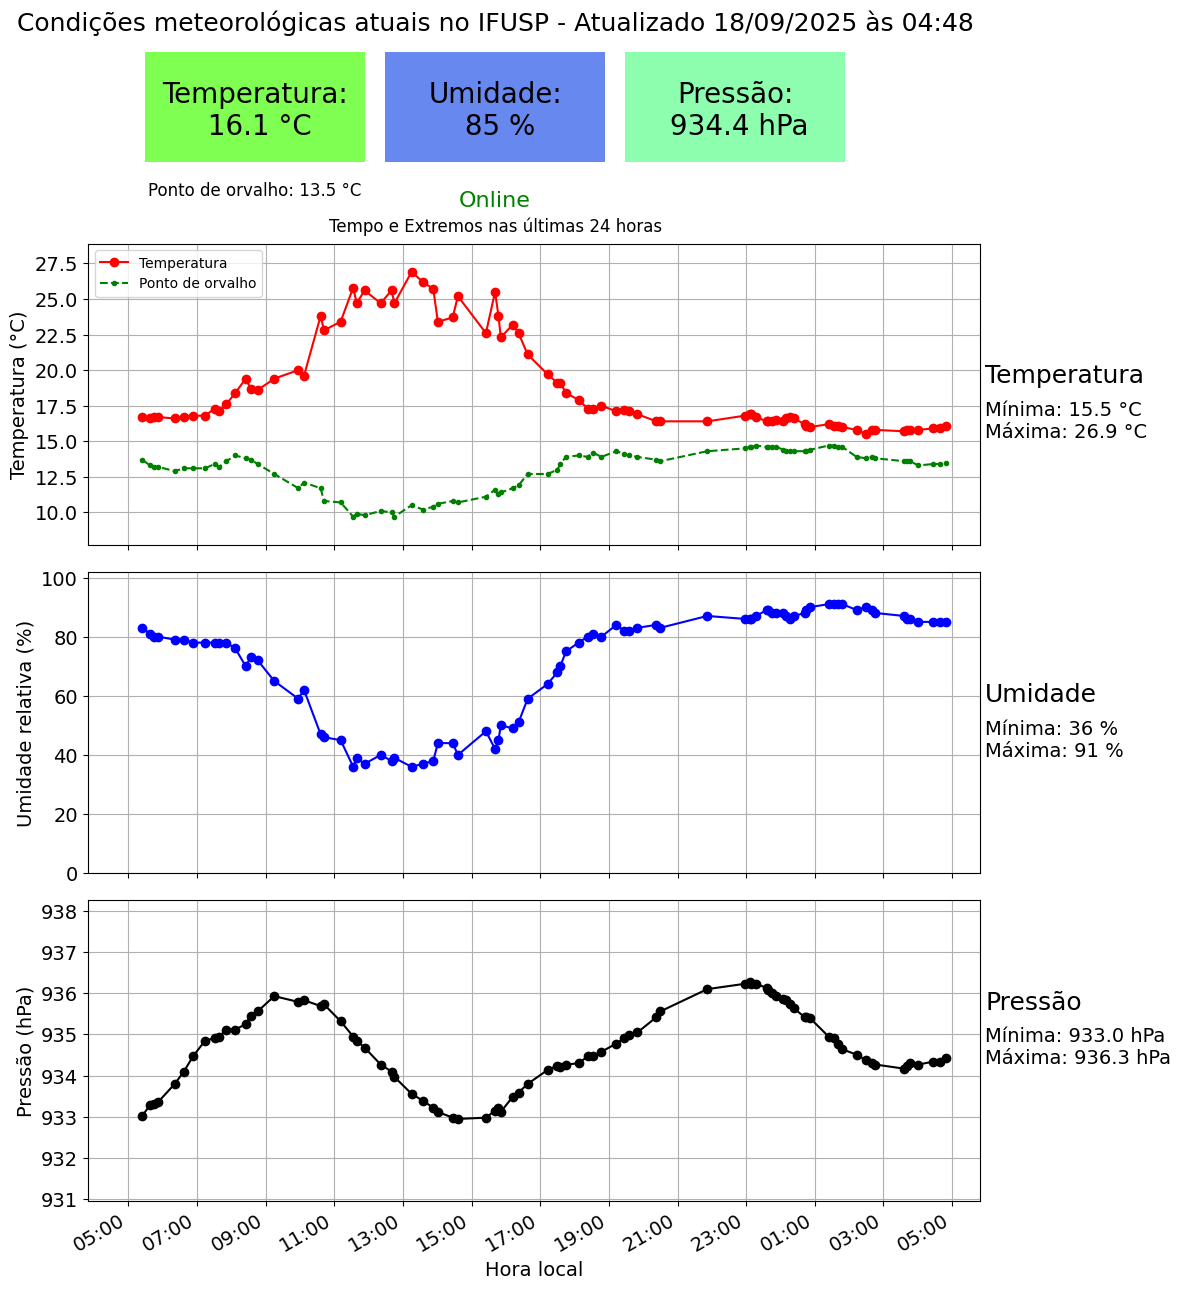 Condições meteorológicas atuais no IFUSP - Atualizado 18/09/2025 às 04:48
Temperatura:
16.1 °C
Umidade:
85 %
Pressão:
934.4 hPa
Ponto de orvalho: 13.5 °C
Online
Tempo e Extremos nas últimas 24 horas
Temperatura
Ponto de orvalho
27.5
25.0
22.5
20.0
17.5
15.0
12.5
10.0
Temperatura (°C)
Temperatura
Mínima: 15.5 °C
Máxima: 26.9 °C
100
80
60
40
20
0
Umidade relativa (%)
Umidade
Mínima: 36 %
Máxima: 91 %
938
937
936
935
934
933
932
931
Pressão (hPa)
Pressão
Mínima: 933.0 hPa
Máxima: 936.3 hPa
05:00 07:00 09:00 11:00 13:00 15:00 17:00 19:00 21:00 23:00 01:00 03:00 05:00
Hora local